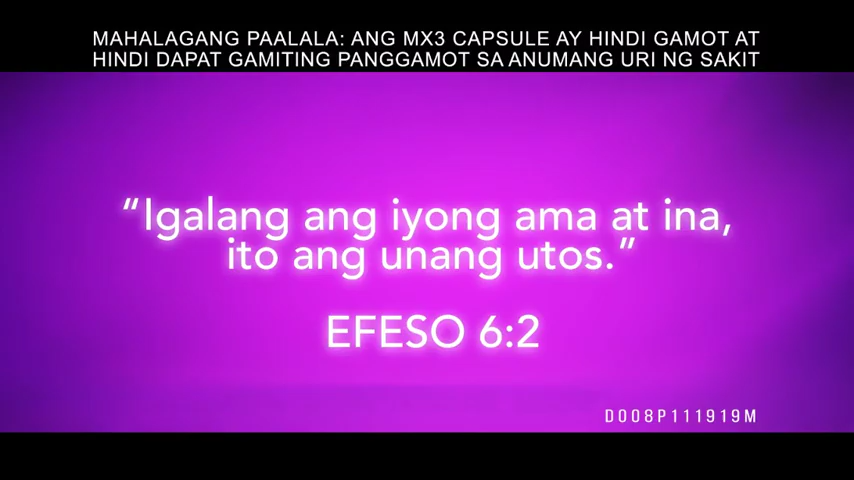 MAHALAGANG PAALALA: ANG MX3 CAPSULE AY HINDI GAMOT AT
HINDI DAPAT GAMITING PANGGAMOT SA ANUMANG URI NG SAKIT
“Igalang ang iyong ama at ina,
ito ang unang utos.”
EFESO 6:2
D008P111919M